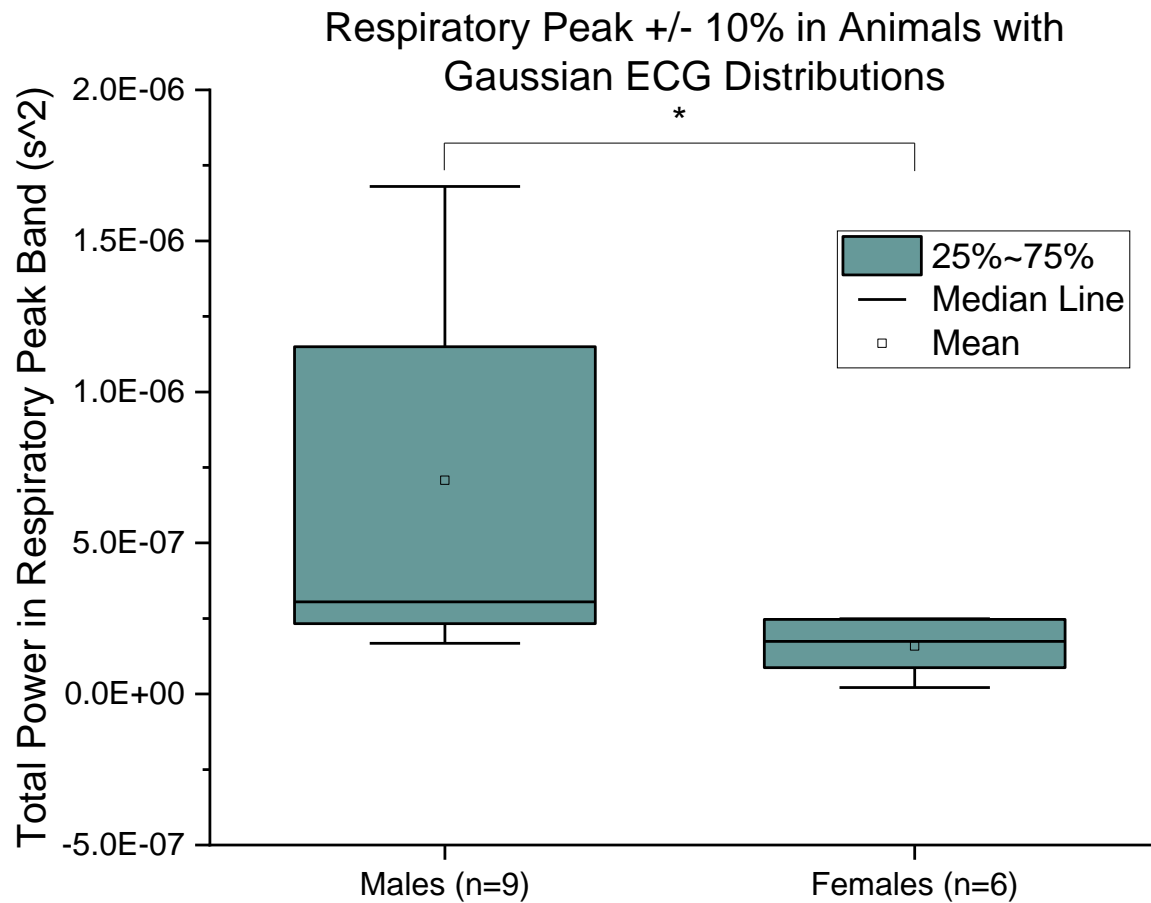 Respiratory Peak +/- 10% in Animals with
Gaussian ECG Distributions
*
Total Power in Respiratory Peak Band (s^2)
2.0E-06
1.5E-06
1.0E-06
5.0E-07
0.0E+00
-5.0E-07
25%~75%
Median Line
Mean
Males (n=9)
Females (n=6)